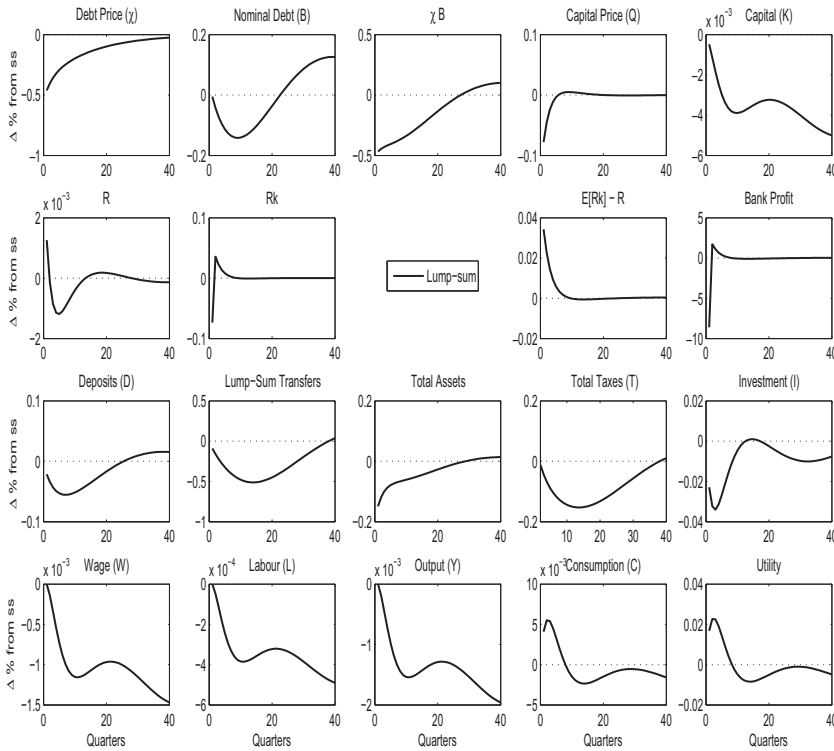 Debt Price (χ) Nominal Debt (B) χ B Capital Price (Q) x 10⁻³ Capital (K)
Δ % from ss
0 −0.5 −1
0.2 0 −0.2
0.5 0 −0.5
0.1 0 −0.1
0 −2 −4 −6
0 20 40 0 20 40 0 20 40 0 20 40 0 20 40
x 10⁻³ R Rk E[Rk] − R Bank Profit
Δ % from ss
2 0 −2
0.1 0 −0.1
Lump−sum
0.04 0.02 0 −0.02
5 0 −5 −10
0 20 40 0 20 40 0 20 40 0 20 40
Deposits (D) Lump−Sum Transfers Total Assets Total Taxes (T) Investment (I)
Δ % from ss
0.1 0 −0.1
0.5 0 −0.5 −1
0.2 0 −0.2
0.2 0 −0.2
0.02 0 −0.02 −0.04
0 20 40 0 20 40 0 20 40 10 20 30 40 0 20 40
x 10⁻³ Wage (W) x 10⁻⁴ Labour (L) x 10⁻³ Output (Y) x 10⁻³ Consumption (C) Utility
Δ % from ss
0 −0.5 −1 −1.5
0 −2 −4 −6
0 −1 −2
10 5 0 −5
0.04 0.02 0 −0.02
0 20 40 0 20 40 0 20 40 0 20 40 0 20 40
Quarters Quarters Quarters Quarters Quarters